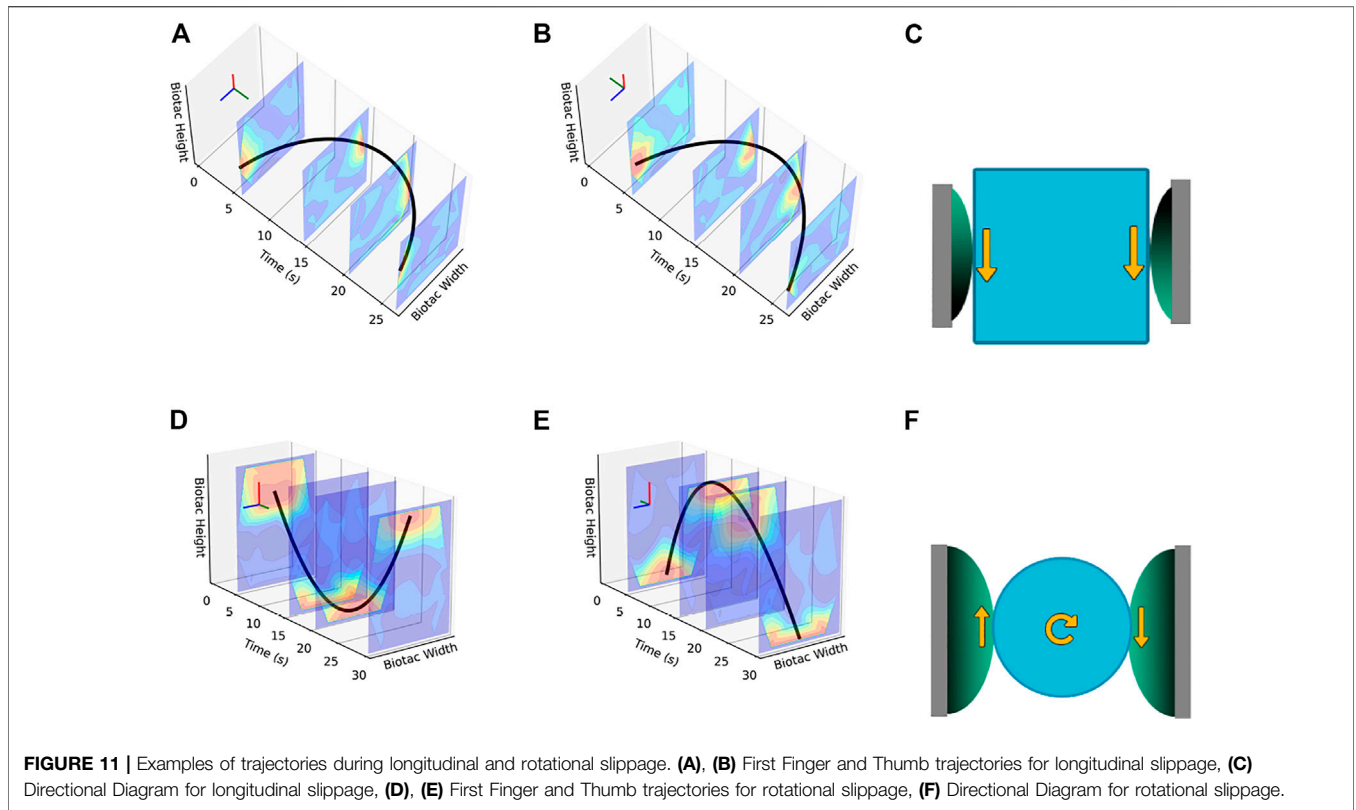 A
B
C
Biotac Height
0
5
10
15
20
25
Time (s)
Biotac Width
Biotac Height
0
5
10
15
20
25
Time (s)
Biotac Width
D
E
F
Biotac Height
0
5
10
15
20
25
30
Time (s)
Biotac Width
Biotac Height
0
5
10
15
20
25
30
Time (s)
Biotac Width
FIGURE 11 | Examples of trajectories during longitudinal and rotational slippage. (A), (B) First Finger and Thumb trajectories for longitudinal slippage, (C)
Directional Diagram for longitudinal slippage, (D), (E) First Finger and Thumb trajectories for rotational slippage, (F) Directional Diagram for rotational slippage.